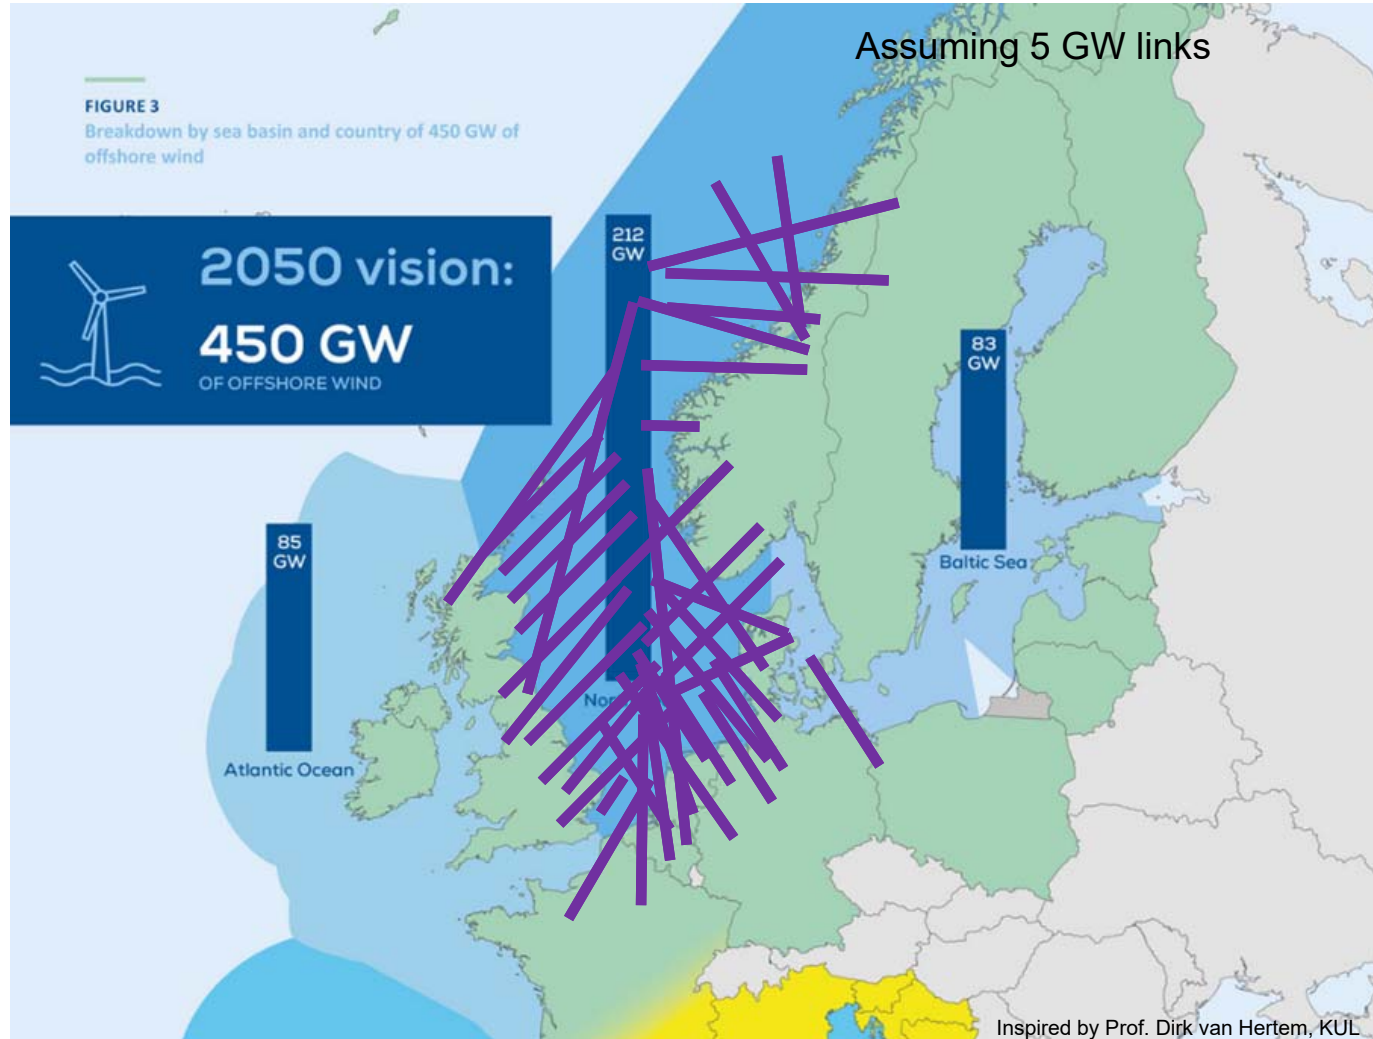 Assuming 5 GW links
FIGURE 3
Breakdown by sea basin and country of 450 GW of
offshore wind
2050 vision:
450 GW
OF OFFSHORE WIND
212
GW
83
GW
Baltic Sea
85
GW
Atlantic Ocean
Inspired by Prof. Dirk van Hertem, KUL